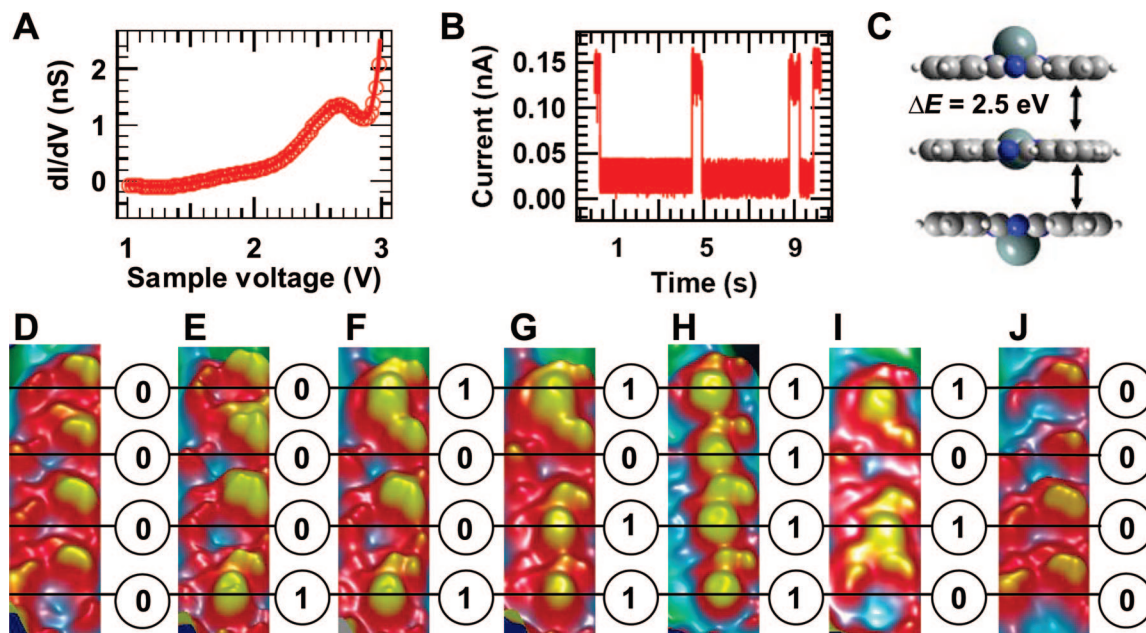 A
dI/dV (nS)
2
1
0
1 2 3
Sample voltage (V)
B
Current (nA)
0.15
0.10
0.05
0.00
1 5 9
Time (s)
C
ΔE = 2.5 eV
D E F G H I J
0 0 1 1 1 1 0
0 0 0 0 1 0 0
0 0 0 1 1 1 0
0 1 1 1 1 0 0